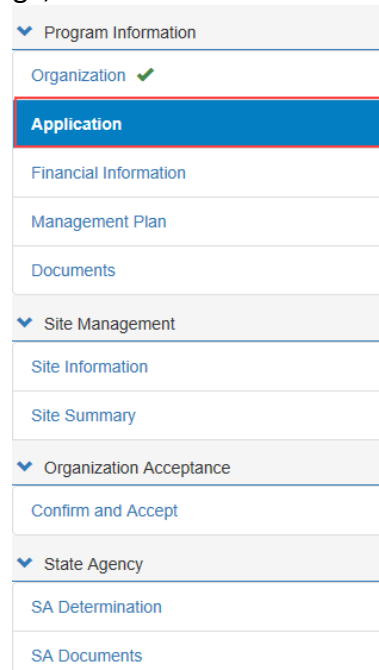 Program Information
Organization
Application
Financial Information
Management Plan
Documents
Site Management
Site Information
Site Summary
Organization Acceptance
Confirm and Accept
State Agency
SA Determination
SA Documents